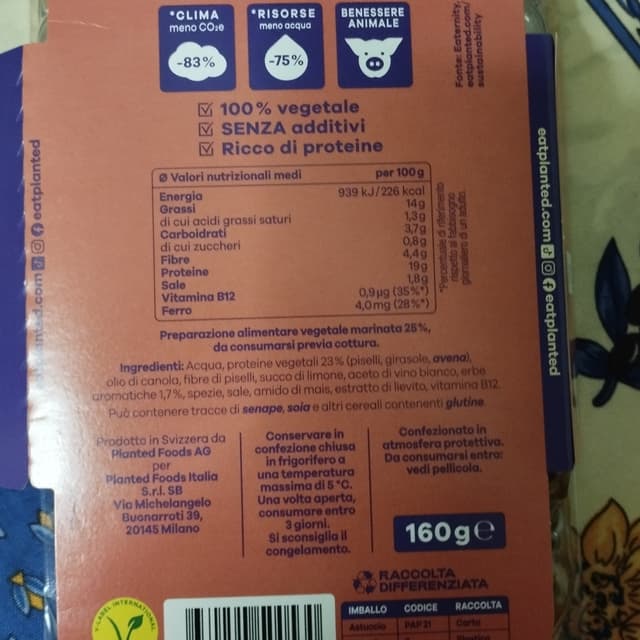 *CLIMA
meno CO₂e
-83%
*RISORSE
meno acqua
-75%
BENESSERE
ANIMALE
Fonte: Eaternity,
eatplanted.com/
sustainability
100% vegetale
SENZA additivi
Ricco di proteine
Ø Valori nutrizionali medi per 100g
Energia 939 kJ/226 kcal
Grassi 14g
di cui acidi grassi saturi 1,3g
Carboidrati 3,7g
di cui zuccheri 0,8g
Fibre 4,4g
Proteine 19g
Sale 1,8g
Vitamina B12 0,9µg (35%*)
Ferro 4,0mg (28%*)
*Percentuale di riferimento
rispetto al fabbisogno
giornaliero di un adulto.
Preparazione alimentare vegetale marinata 25%,
da consumarsi previa cottura.
Ingredienti: Acqua, proteine vegetali 23% (piselli, girasole, avena),
olio di canola, fibre di piselli, succo di limone, aceto di vino bianco, erbe
aromatiche 1,7%, spezie, sale, amido di mais, estratto di lievito, vitamina B12.
Può contenere tracce di senape, soia e altri cereali contenenti glutine.
Prodotto in Svizzera da
Planted Foods AG
per
Planted Foods Italia
S.r.l. SB
Via Michelangelo
Buonarroti 39,
20145 Milano
Conservare in
confezione chiusa
in frigorifero a
una temperatura
massima di 5°C.
Una volta aperta,
consumare entro
3 giorni.
Si sconsiglia il
congelamento.
Confezionato in
atmosfera protettiva.
Da consumarsi entro:
vedi pellicola.
160g℮
RACCOLTA
DIFFERENZIATA
IMBALLO CODICE RACCOLTA
Astuccio PAP 21 Carta
V-LABEL INTERNATIONAL
eatplanted.com
eatplanted
eatplanted.com
eatplanted